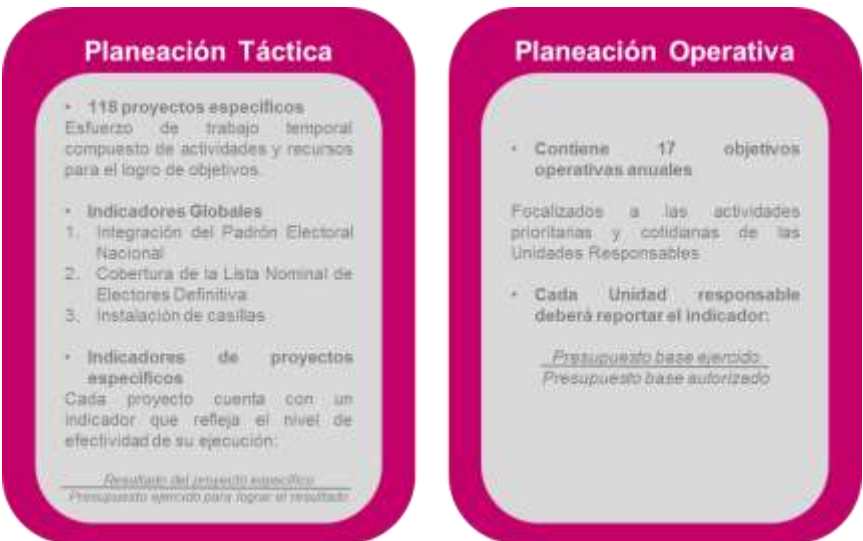 Planeación Táctica
• 118 proyectos específicos
Esfuerzo de trabajo temporal
compuesto de actividades y recursos
para el logro de objetivos.
• Indicadores Globales
1. Integración del Padrón Electoral
Nacional
2. Cobertura de la Lista Nominal de
Electores Definitiva
3. Instalación de casillas
• Indicadores de proyectos
específicos
Cada proyecto cuenta con un
indicador que refleja el nivel de
efectividad de su ejecución:
Resultado del proyecto específico
Presupuesto ejercido para lograr el resultado
Planeación Operativa
• Contiene 17 objetivos
operativas anuales
Focalizados a las actividades
prioritarias y cotidianas de las
Unidades Responsables
• Cada Unidad responsable
deberá reportar el indicador:
Presupuesto base ejercido
Presupuesto base autorizado